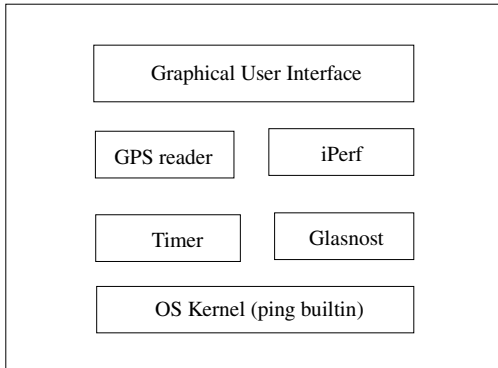 Graphical User Interface
GPS reader
iPerf
Timer
Glasnost
OS Kernel (ping builtin)